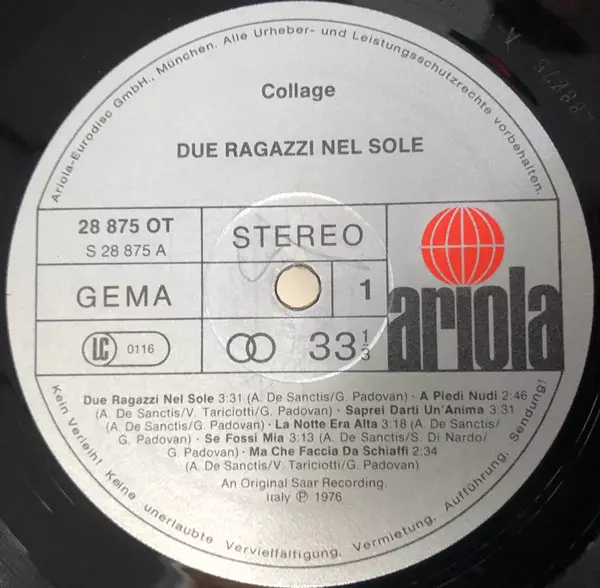 Ariola-Eurodisc GmbH., München. Alle Urheber- und Leistungsschutzrechte vorbehalten.
Collage
DUE RAGAZZI NEL SOLE
28 875 OT
S 28 875 A
STEREO
GEMA
1
ariola
LC 0116
33 1/3
Due Ragazzi Nel Sole 3:31 (A. De Sanctis/G. Padovan) · A Piedi Nudi 2:46
(A. De Sanctis/V. Tariciotti/G. Padovan) · Saprei Darti Un'Anima 3:31
(A. De Sanctis/G. Padovan) · La Notte Era Alta 3:18 (A. De Sanctis/
G. Padovan) · Se Fossi Mia 3:13 (A. De Sanctis/S. Di Nardo/
G. Padovan) · Ma Che Faccia Da Schiaffi 2:34
(A. De Sanctis/V. Tariciotti/G. Padovan)
An Original Saar Recording.
Italy ℗ 1976
Kein Verleih! Keine unerlaubte Vervielfältigung, Vermietung, Aufführung, Sendung!